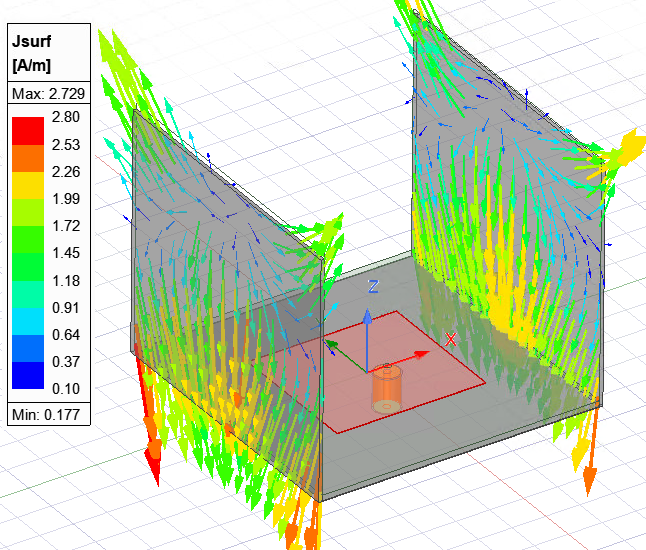 Jsurf
[A/m]
Max: 2.729
2.80
2.53
2.26
1.99
1.72
1.45
1.18
0.91
0.64
0.37
0.10
Min: 0.177
Z
X